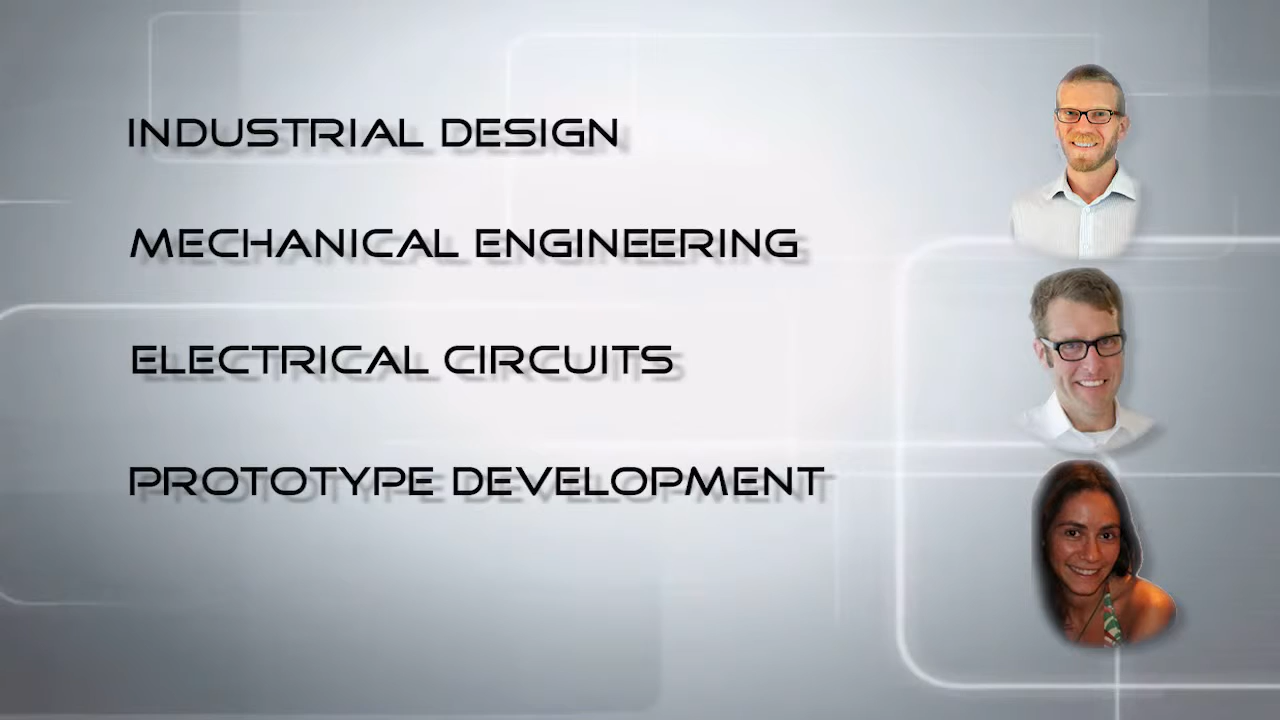 INDUSTRIAL DESIGN
MECHANICAL ENGINEERING
ELECTRICAL CIRCUITS
PROTOTYPE DEVELOPMENT